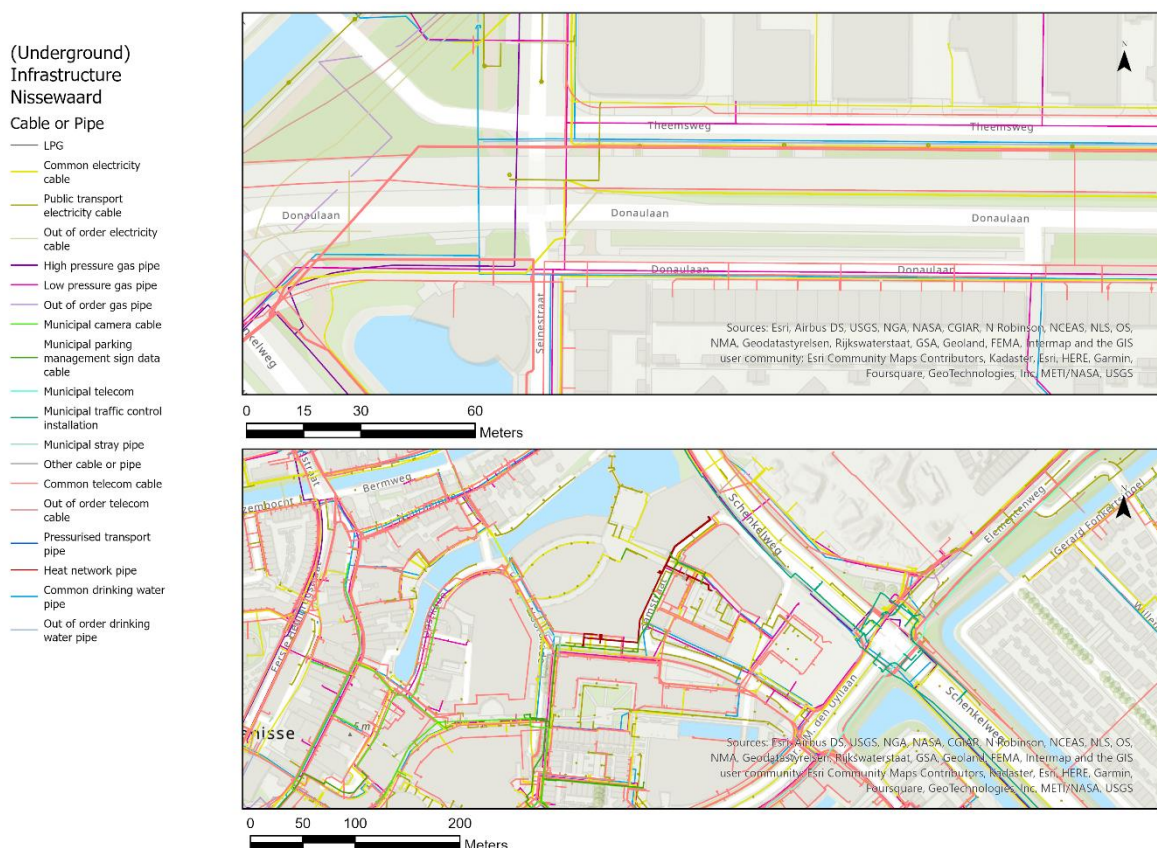 (Underground)
Infrastructure
Nissewaard
Cable or Pipe
LPG
Common electricity
cable
Public transport
electricity cable
Out of order electricity
cable
High pressure gas pipe
Low pressure gas pipe
Out of order gas pipe
Municipal camera cable
Municipal parking
management sign data
cable
Municipal telecom
Municipal traffic control
installation
Municipal stray pipe
Other cable or pipe
Common telecom cable
Out of order telecom
cable
Pressurised transport
pipe
Heat network pipe
Common drinking water
pipe
Out of order drinking
water pipe
N
Theemsweg
Theemsweg
Donaulaan
Donaulaan
Donaulaan
Donaulaan
Donaulaan
Seinestraat
Sources: Esri, Airbus DS, USGS, NGA, NASA, CGIAR, N Robinson, NCEAS, NLS, OS,
NMA, Geodatastyrelsen, Rijkswaterstaat, GSA, Geoland, FEMA, Intermap and the GIS
user community: Esri Community Maps Contributors, Kadaster, Esri, HERE, Garmin,
Foursquare, GeoTechnologies, Inc, METI/NASA, USGS
0 15 30 60
Meters
Bermweg
Schenkelweg
Elementenweg
Schenkelweg
den Uyllaan
Sources: Esri, Airbus DS, USGS, NGA, NASA, CGIAR, N Robinson, NCEAS, NLS, OS,
NMA, Geodatastyrelsen, Rijkswaterstaat, GSA, Geoland, FEMA, Intermap and the GIS
user community: Esri Community Maps Contributors, Kadaster, Esri, HERE, Garmin,
Foursquare, GeoTechnologies, Inc, METI/NASA, USGS
0 50 100 200
Meters